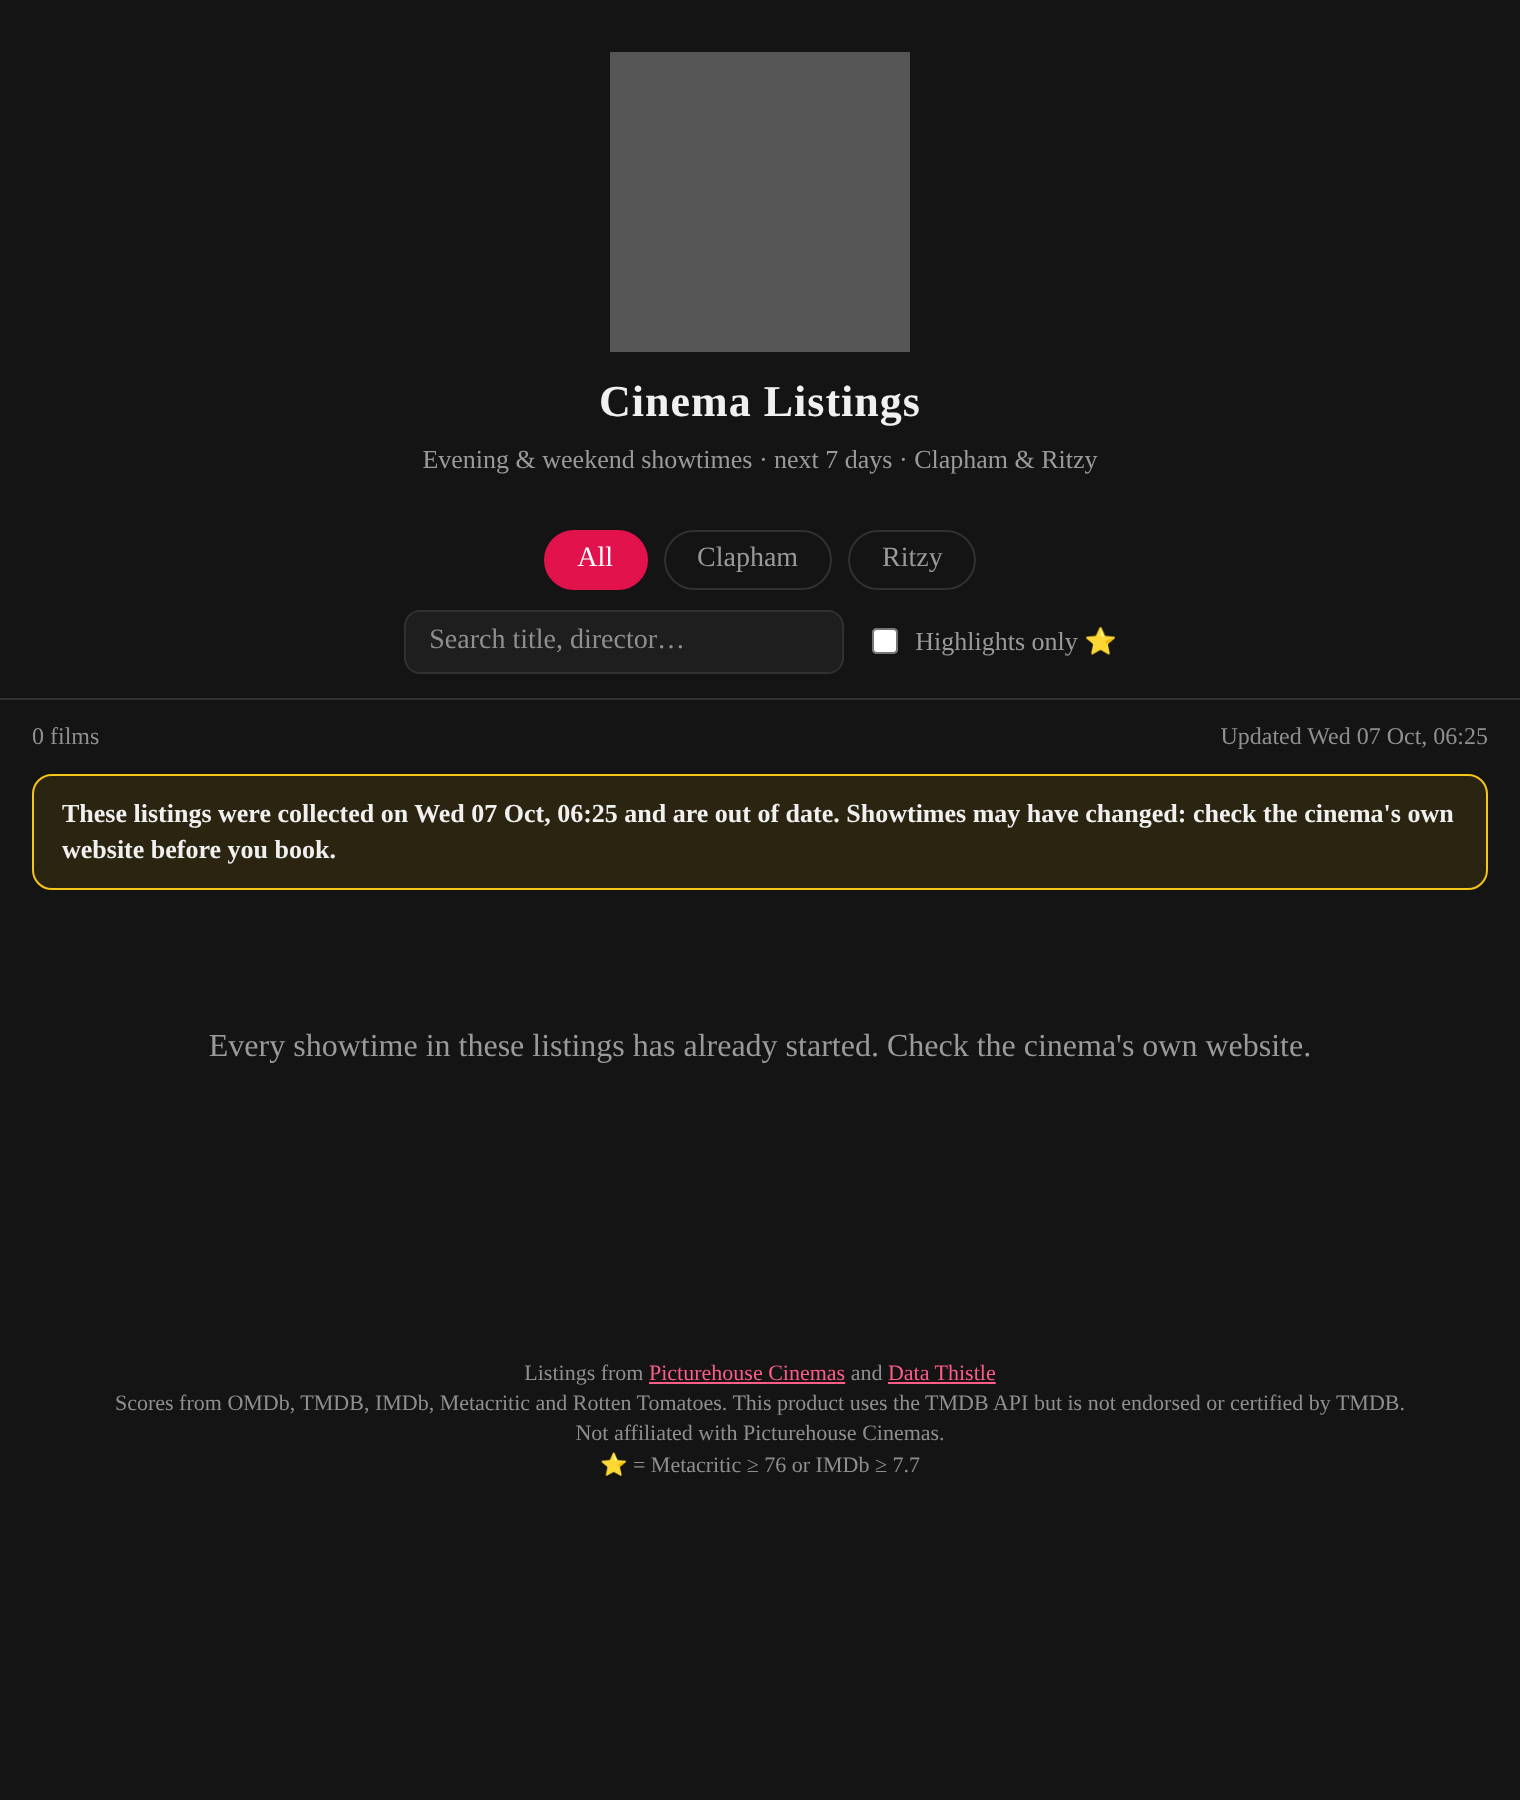 Cinema Listings
Evening & weekend showtimes · next 7 days · Clapham & Ritzy
All
Clapham
Ritzy
Search title, director…
Highlights only ⭐
0 films
Updated Wed 07 Oct, 06:25
These listings were collected on Wed 07 Oct, 06:25 and are out of date. Showtimes may have changed: check the cinema's own
website before you book.
Every showtime in these listings has already started. Check the cinema's own website.
Listings from Picturehouse Cinemas and Data Thistle
Scores from OMDb, TMDB, IMDb, Metacritic and Rotten Tomatoes. This product uses the TMDB API but is not endorsed or certified by TMDB.
Not affiliated with Picturehouse Cinemas.
⭐ = Metacritic ≥ 76 or IMDb ≥ 7.7